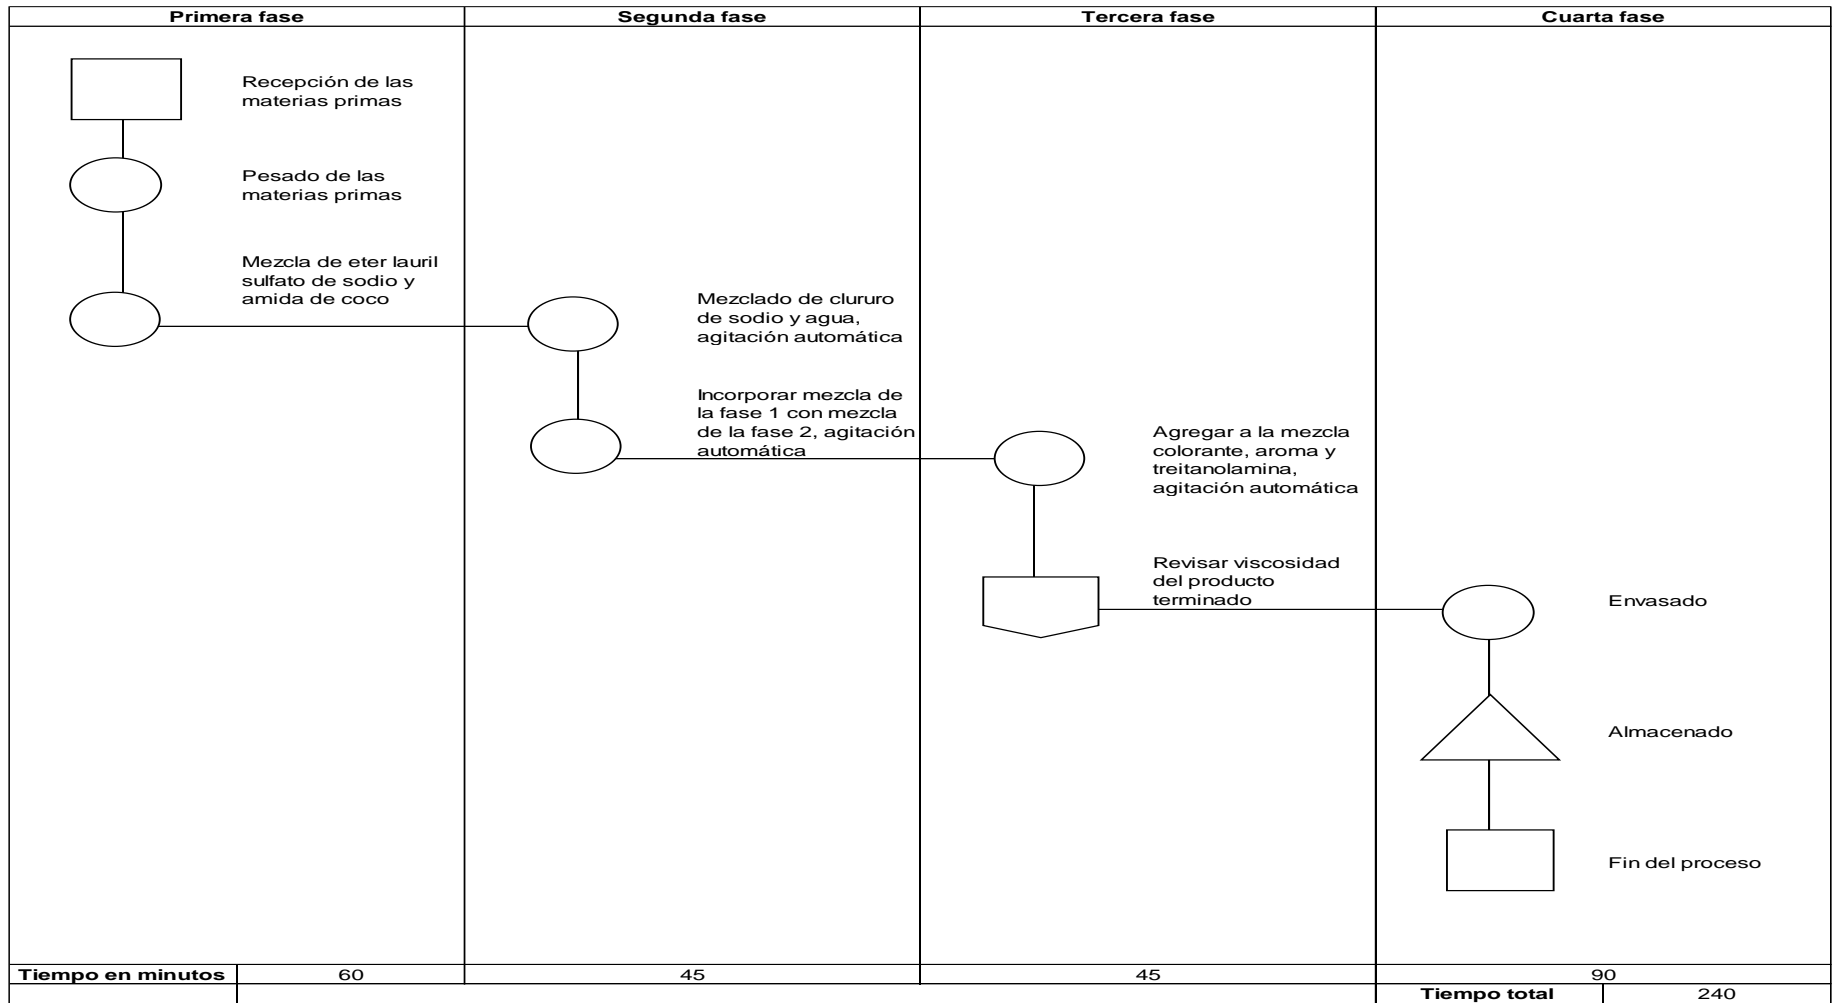 Primera fase
Segunda fase
Tercera fase
Cuarta fase
Recepción de las
materias primas
Pesado de las
materias primas
Mezcla de eter lauril
sulfato de sodio y
amida de coco
Mezclado de clururo
de sodio y agua,
agitación automática
Incorporar mezcla de
la fase 1 con mezcla
de la fase 2, agitación
automática
Agregar a la mezcla
colorante, aroma y
treitanolamina,
agitación automática
Revisar viscosidad
del producto
terminado
Envasado
Almacenado
Fin del proceso
Tiempo en minutos 60 45 45 90
Tiempo total 240